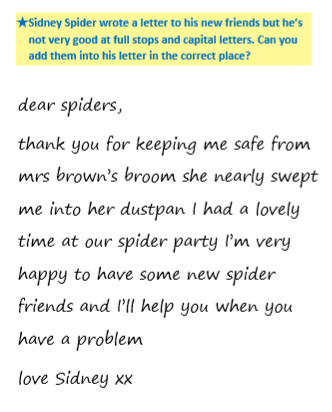 ★Sidney Spider wrote a letter to his new friends but he's
not very good at full stops and capital letters. Can you
add them into his letter in the correct place?
dear spiders,
thank you for keeping me safe from
mrs brown's broom she nearly swept
me into her dustpan I had a lovely
time at our spider party I'm very
happy to have some new spider
friends and I'll help you when you
have a problem
love Sidney xx